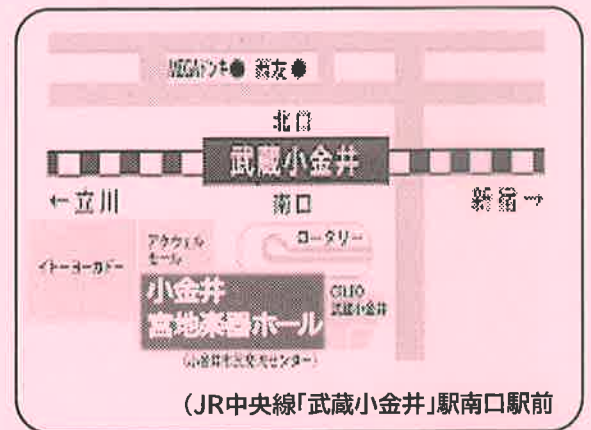 MEGAドンキ● 西友●
北口
武蔵小金井
←立川 南口 新宿→
アクウェル
モール
ロータリー
イトーヨーカドー
小金井
宮地楽器ホール
武蔵小金井
(小金井市民交流センター)
(JR中央線「武蔵小金井」駅南口駅前